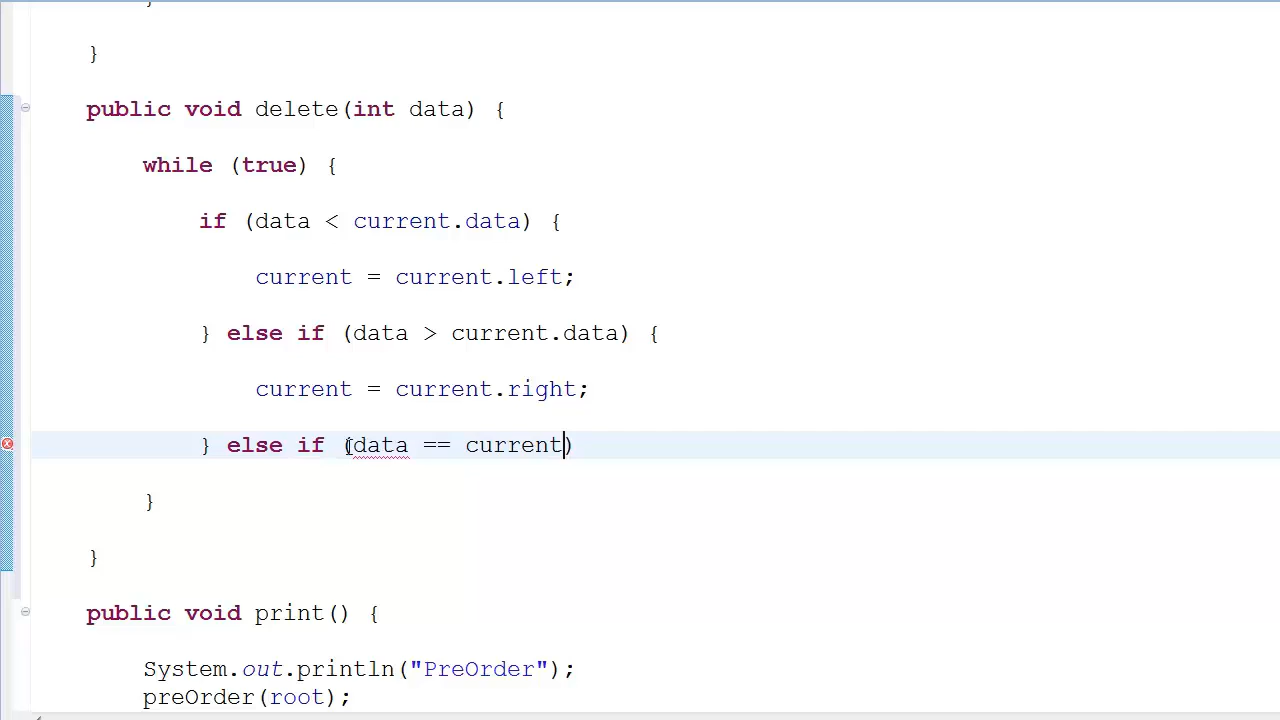 }
}
public void delete(int data) {
while (true) {
if (data < current.data) {
current = current.left;
} else if (data > current.data) {
current = current.right;
} else if (data == current)
}
}
public void print() {
System.out.println("PreOrder");
preOrder(root);